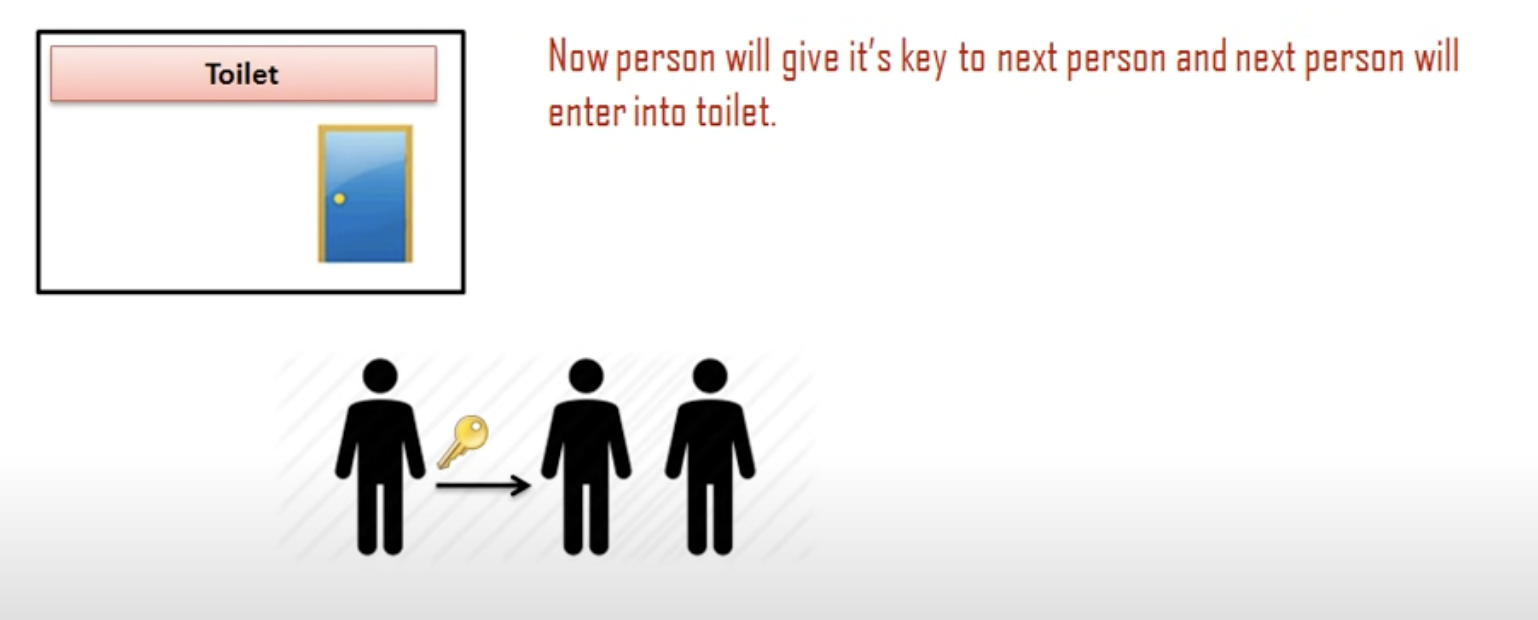 Toilet
Now person will give it's key to next person and next person will
enter into toilet.